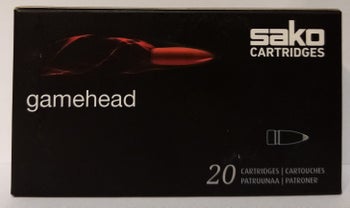 sako
CARTRIDGES
gamehead
20 CARTRIDGES | CARTOUCHES
PATRUUNAA | PATRONER